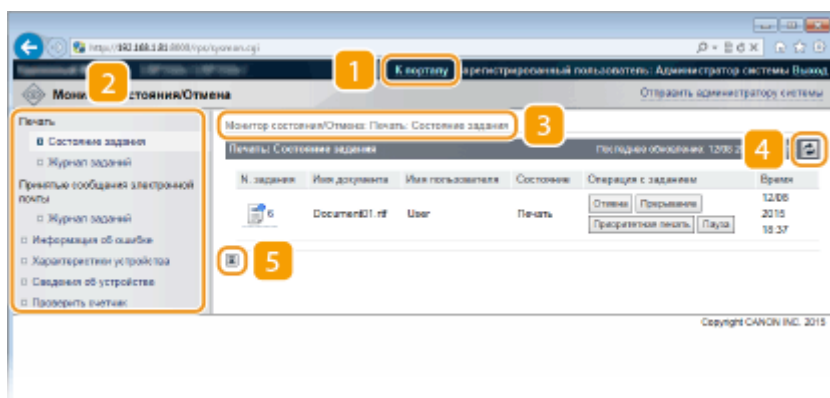 http://192.168.1.81:8000/rps/sysmon.cgi
1
К порталу
пользователь: Администратор системы Выход
2
стояния/Отмена
Отправить администратору системы
Печать
Состояние задания
Журнал заданий
Принятые сообщения электронной
почты
Журнал заданий
Информация об ошибке
Характеристики устройства
Сведения об устройстве
Проверить счетчик
Монитор состояния/Отмена: Печать: Состояние задания
3
Печать: Состояние задания
Последнее обновление: 12/08
4
N. задания Имя документа Имя пользователя Состояние Операция с заданием Время
6 Document01.rtf User Печать
Отмена Прерывание
Приоритетная печать Пауза
12/08
2015
18:37
5
Copyright CANON INC. 2015